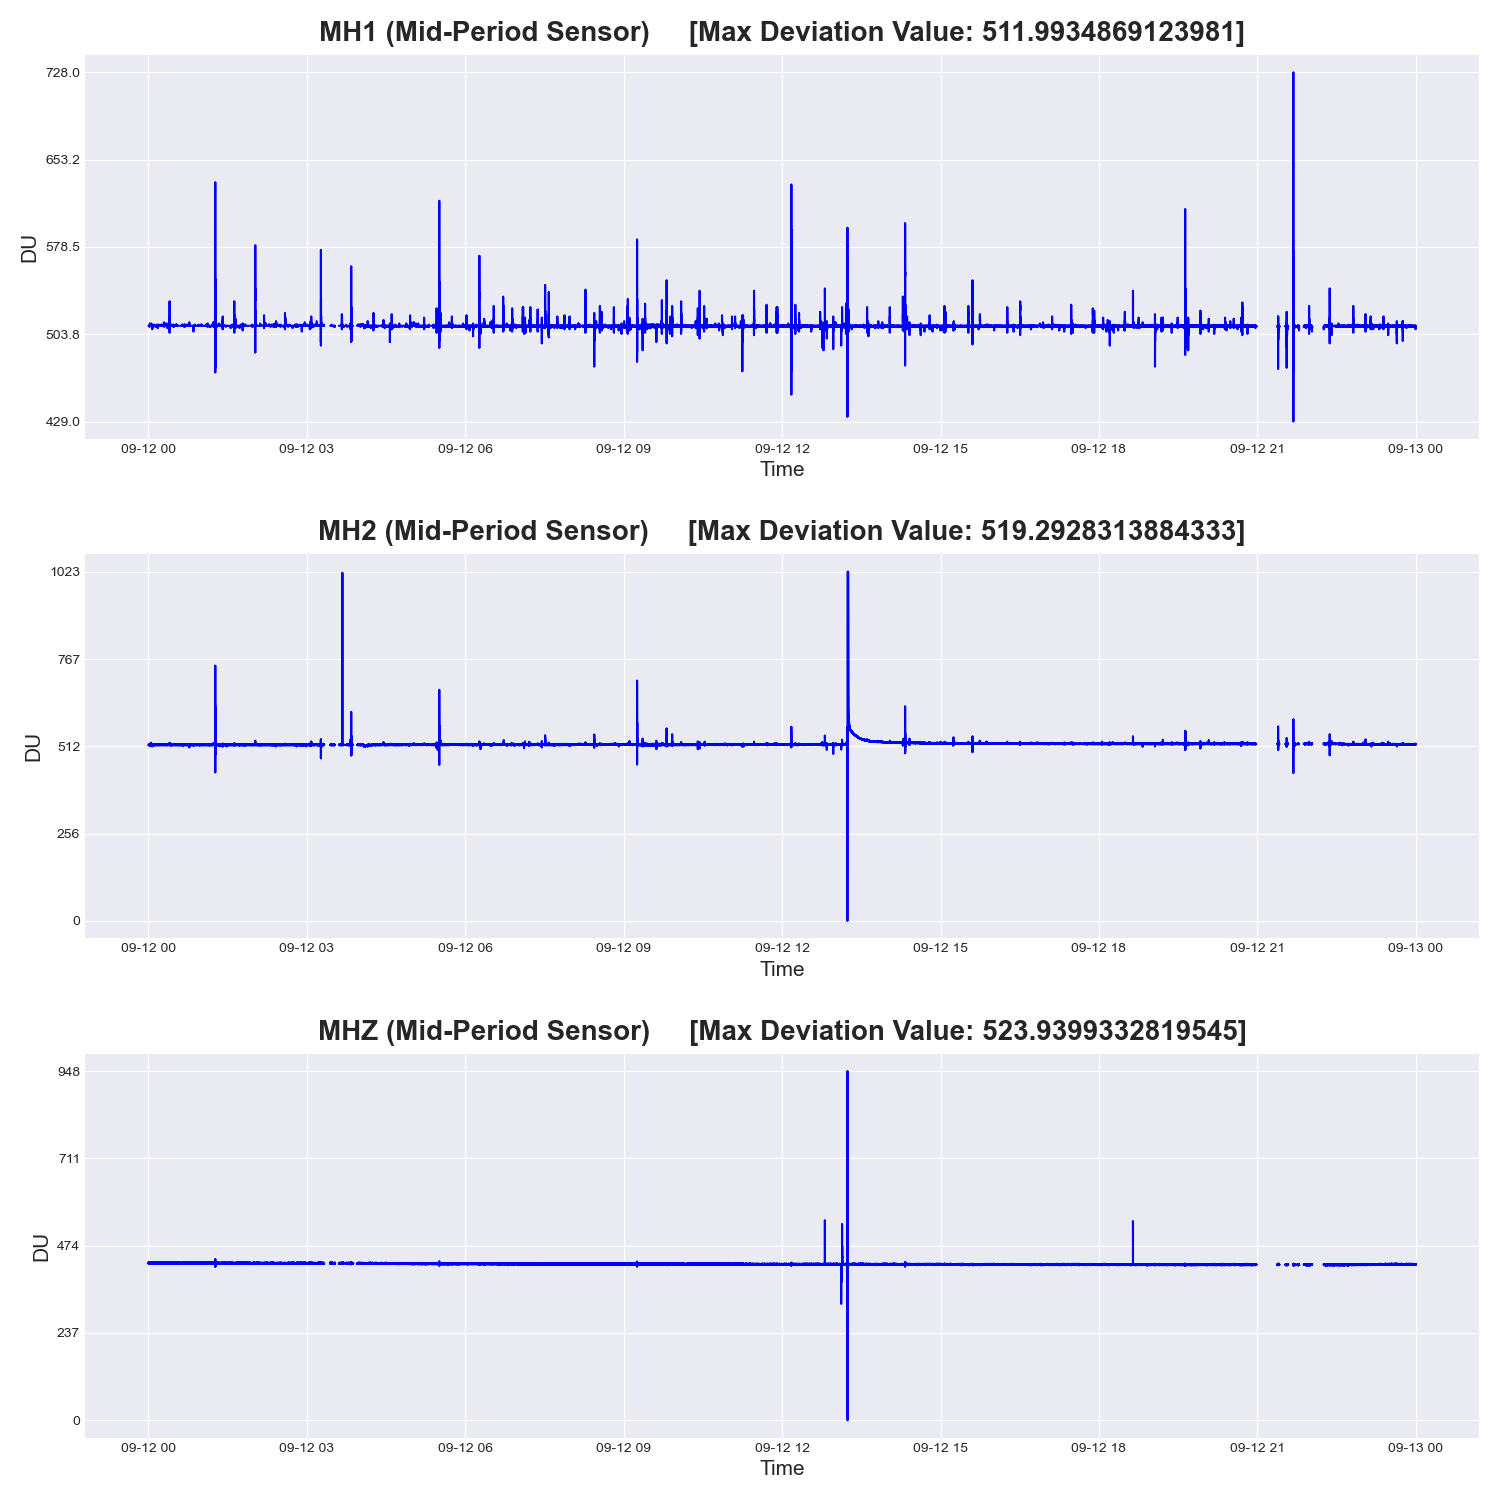 MH1 (Mid-Period Sensor) [Max Deviation Value: 511.9934869123981]
728.0
653.2
578.5
503.8
429.0
DU
09-12 00 09-12 03 09-12 06 09-12 09 09-12 12 09-12 15 09-12 18 09-12 21 09-13 00
Time
MH2 (Mid-Period Sensor) [Max Deviation Value: 519.2928313884333]
1023
767
512
256
0
DU
09-12 00 09-12 03 09-12 06 09-12 09 09-12 12 09-12 15 09-12 18 09-12 21 09-13 00
Time
MHZ (Mid-Period Sensor) [Max Deviation Value: 523.9399332819545]
948
711
474
237
0
DU
09-12 00 09-12 03 09-12 06 09-12 09 09-12 12 09-12 15 09-12 18 09-12 21 09-13 00
Time